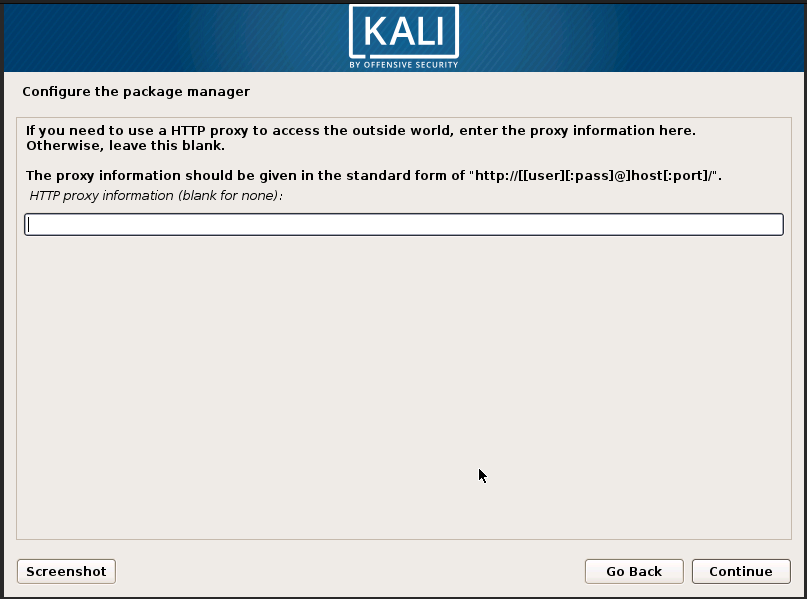 KALI
BY OFFENSIVE SECURITY
Configure the package manager
If you need to use a HTTP proxy to access the outside world, enter the proxy information here.
Otherwise, leave this blank.
The proxy information should be given in the standard form of "http://[[user][:pass]@]host[:port]/".
HTTP proxy information (blank for none):
Screenshot
Go Back
Continue